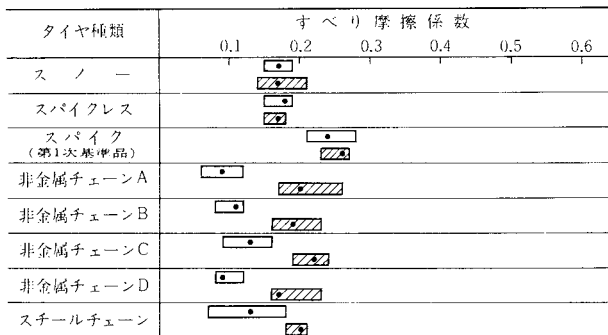 タイヤ種類
すべり摩擦係数
0.1 0.2 0.3 0.4 0.5 0.6
スノー
スパイクレス
スパイク
(第1次基準品)
非金属チェーンA
非金属チェーンB
非金属チェーンC
非金属チェーンD
スチールチェーン